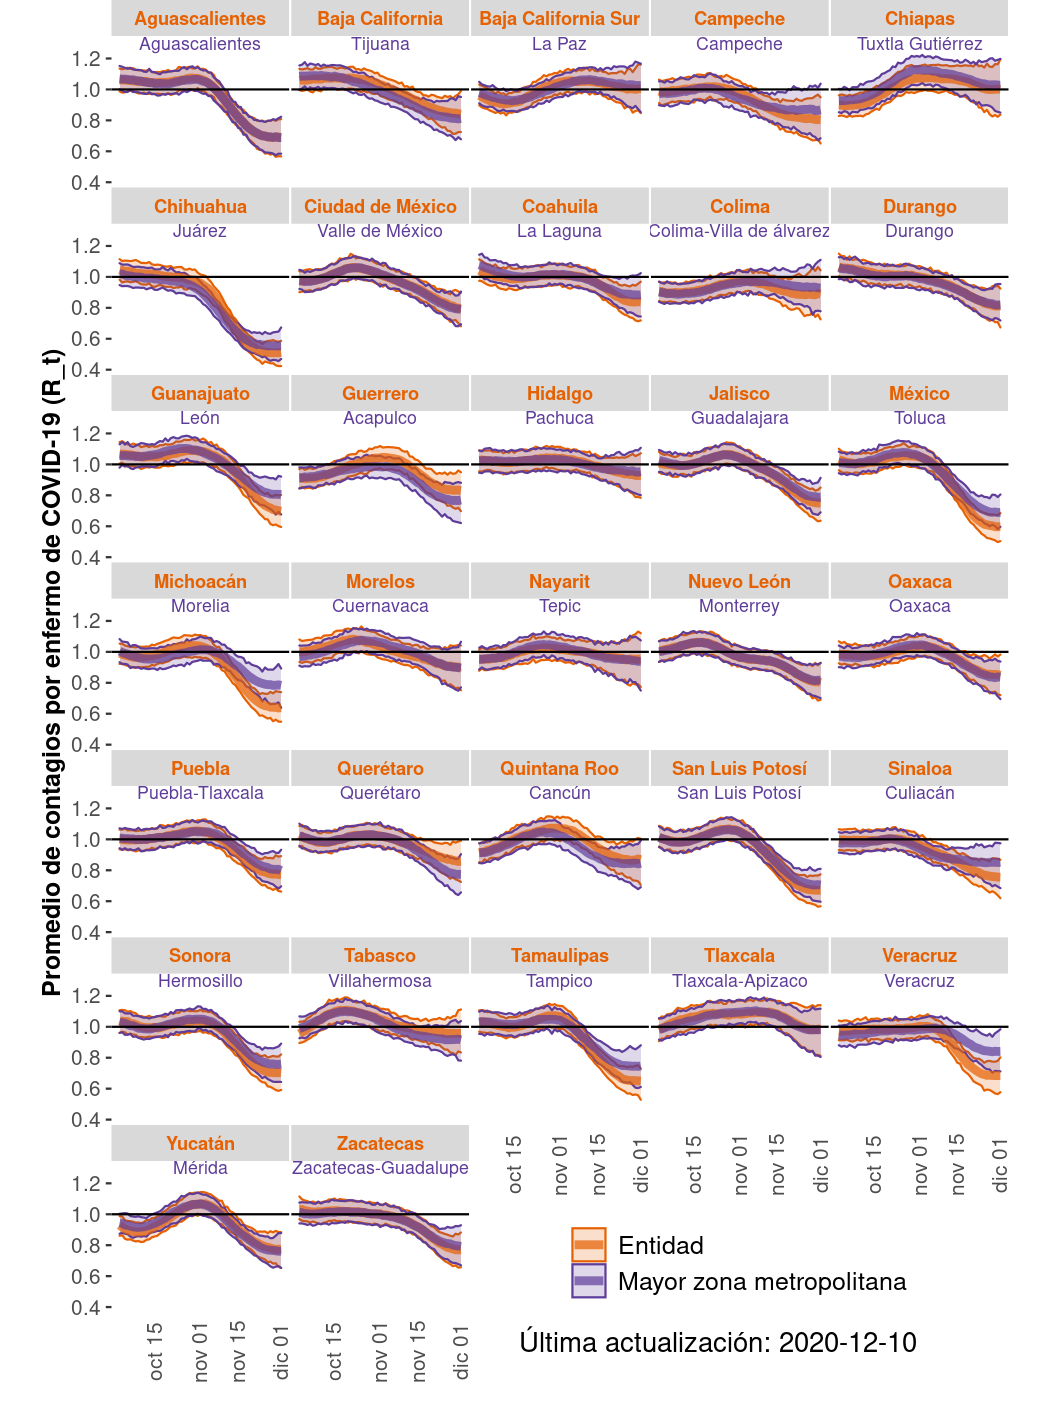 Aguascalientes Baja California Baja California Sur Campeche Chiapas
Aguascalientes Tijuana La Paz Campeche Tuxtla Gutiérrez
1.2
1.0
0.8
0.6
0.4
Chihuahua Ciudad de México Coahuila Colima Durango
Juárez Valle de México La Laguna Colima-Villa de álvarez Durango
1.2
1.0
0.8
0.6
0.4
Guanajuato Guerrero Hidalgo Jalisco México
León Acapulco Pachuca Guadalajara Toluca
1.2
1.0
0.8
0.6
0.4
Michoacán Morelos Nayarit Nuevo León Oaxaca
Morelia Cuernavaca Tepic Monterrey Oaxaca
1.2
1.0
0.8
0.6
0.4
Puebla Querétaro Quintana Roo San Luis Potosí Sinaloa
Puebla-Tlaxcala Querétaro Cancún San Luis Potosí Culiacán
1.2
1.0
0.8
0.6
0.4
Sonora Tabasco Tamaulipas Tlaxcala Veracruz
Hermosillo Villahermosa Tampico Tlaxcala-Apizaco Veracruz
1.2
1.0
0.8
0.6
0.4
Yucatán Zacatecas
Mérida Zacatecas-Guadalupe
1.2
1.0
0.8
0.6
0.4
oct 15 nov 01 nov 15 dic 01 oct 15 nov 01 nov 15 dic 01 oct 15 nov 01 nov 15 dic 01
oct 15 nov 01 nov 15 dic 01 oct 15 nov 01 nov 15 dic 01
Promedio de contagios por enfermo de COVID-19 (R_t)
Entidad
Mayor zona metropolitana
Última actualización: 2020-12-10